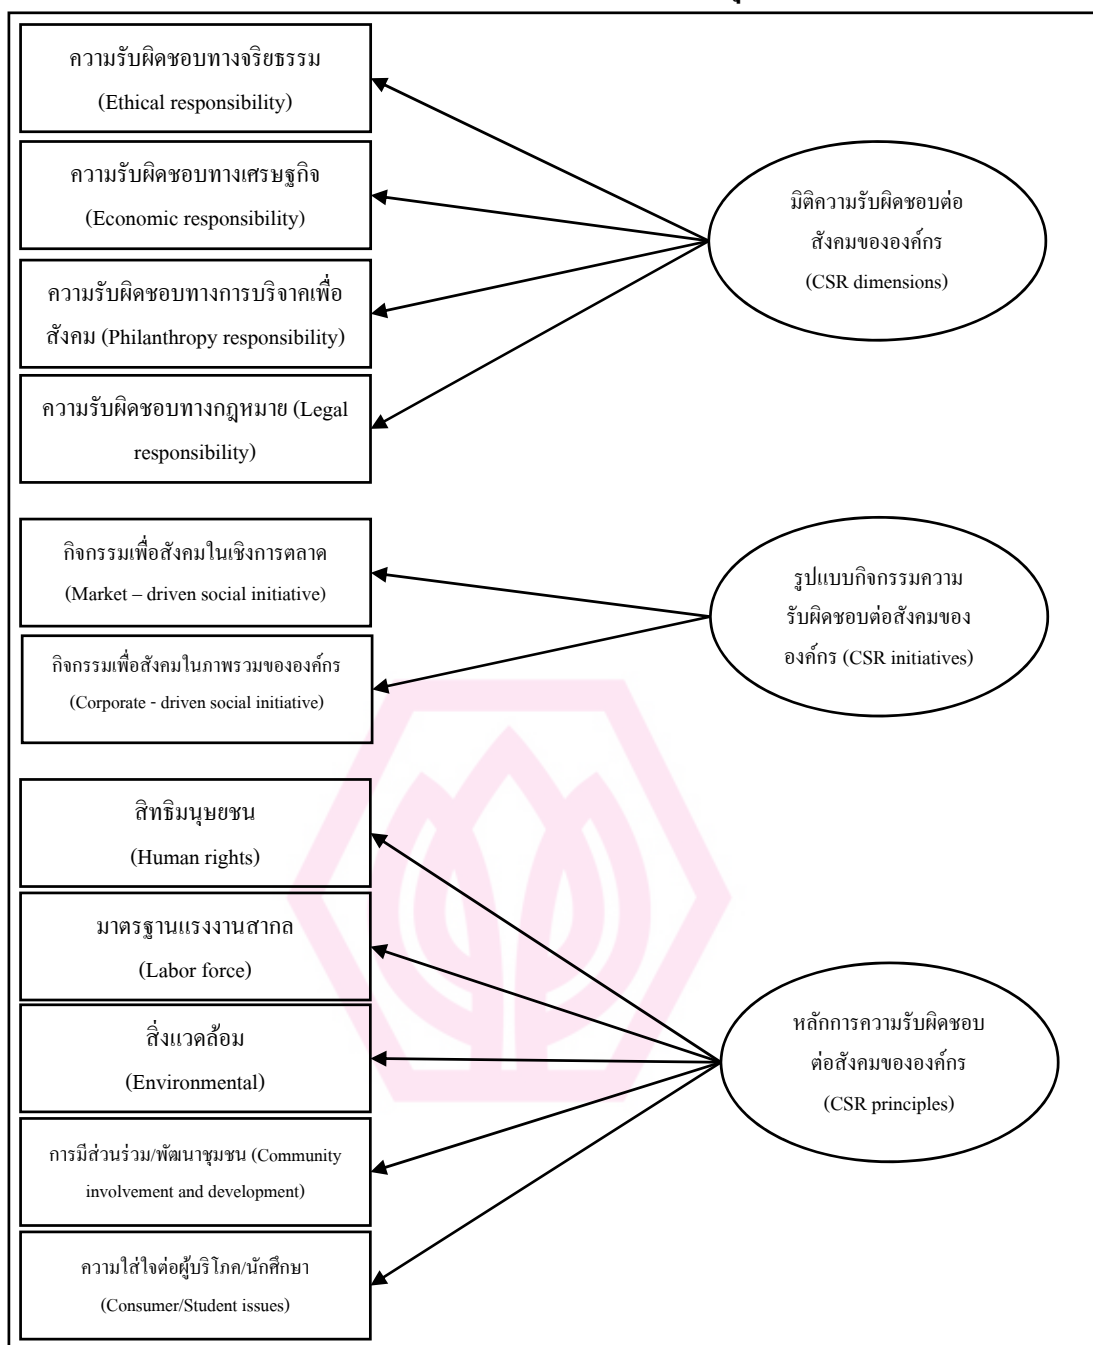 ความรับผิดชอบทางจริยธรรม
(Ethical responsibility)
ความรับผิดชอบทางเศรษฐกิจ
(Economic responsibility)
ความรับผิดชอบทางการบริจาคเพื่อ
สังคม (Philanthropy responsibility)
ความรับผิดชอบทางกฎหมาย (Legal
responsibility)
มิติความรับผิดชอบต่อ
สังคมขององค์กร
(CSR dimensions)
กิจกรรมเพื่อสังคมในเชิงการตลาด
(Market – driven social initiative)
กิจกรรมเพื่อสังคมในภาพรวมขององค์กร
(Corporate - driven social initiative)
รูปแบบกิจกรรมความ
รับผิดชอบต่อสังคมของ
องค์กร (CSR initiatives)
สิทธิมนุษยชน
(Human rights)
มาตรฐานแรงงานสากล
(Labor force)
สิ่งแวดล้อม
(Environmental)
การมีส่วนร่วม/พัฒนาชุมชน (Community
involvement and development)
ความใส่ใจต่อผู้บริโภค/นักศึกษา
(Consumer/Student issues)
หลักการความรับผิดชอบ
ต่อสังคมขององค์กร
(CSR principles)